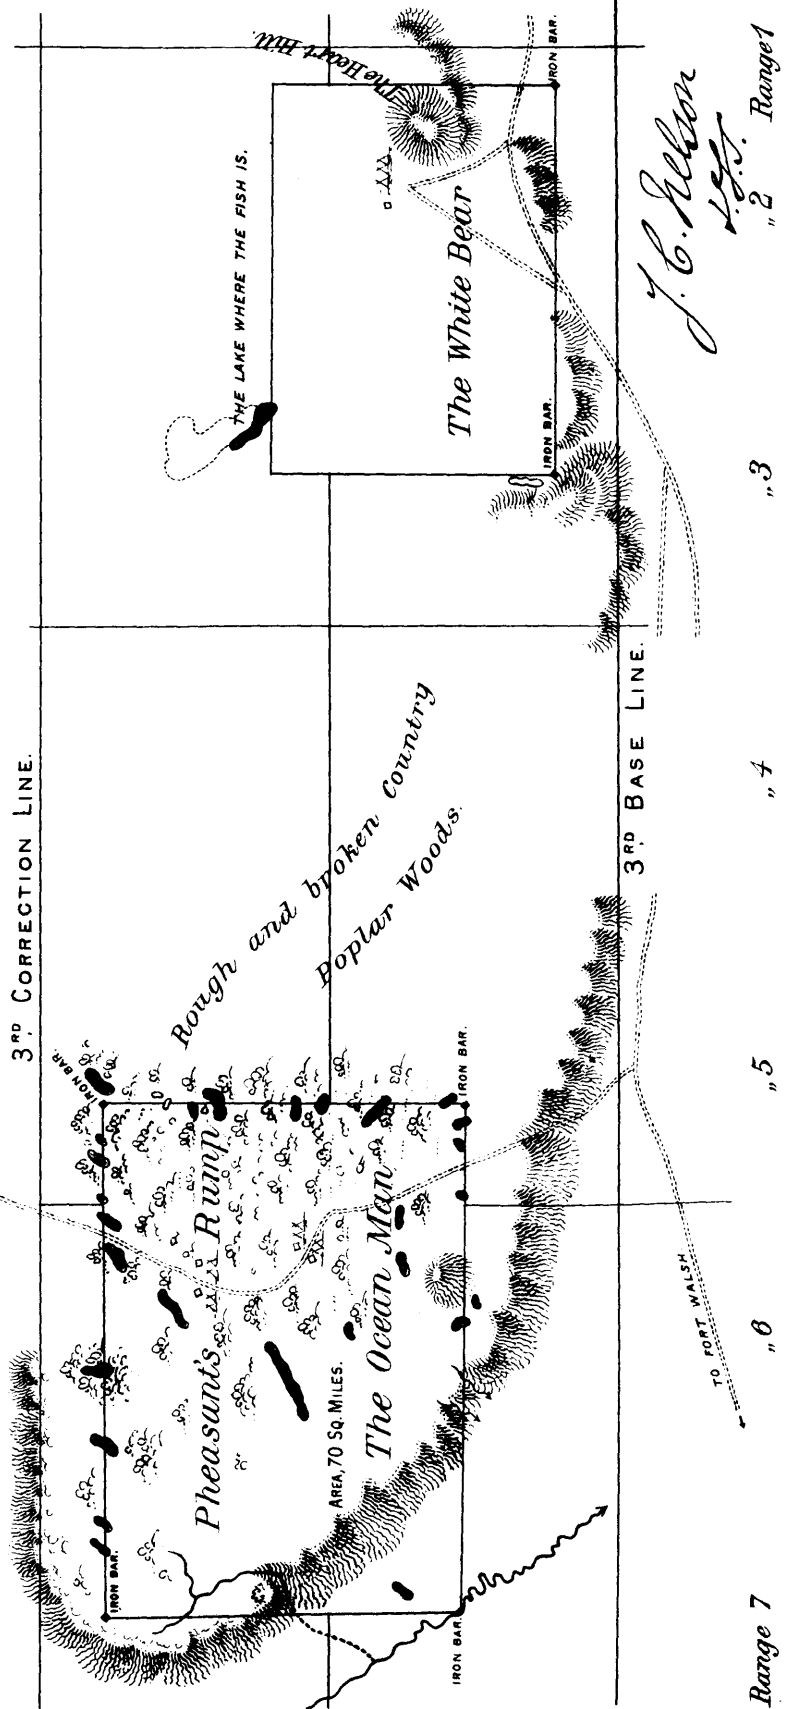 3RD. CORRECTION LINE.
IRON BAR.
IRON BAR.
IRON BAR.
IRON BAR.
Pheasant's Rump
AREA, 70 SQ. MILES.
The Ocean Man
Rough and broken Country
Poplar Woods.
THE LAKE WHERE THE FISH IS.
The Heart Hill.
The White Bear
IRON BAR.
IRON BAR.
3RD. BASE LINE.
TO FORT WALSH
J. C. Nelson
D.L.S.
Range 7
„ 6
„ 5
„ 4
„ 3
„ 2
Range 1